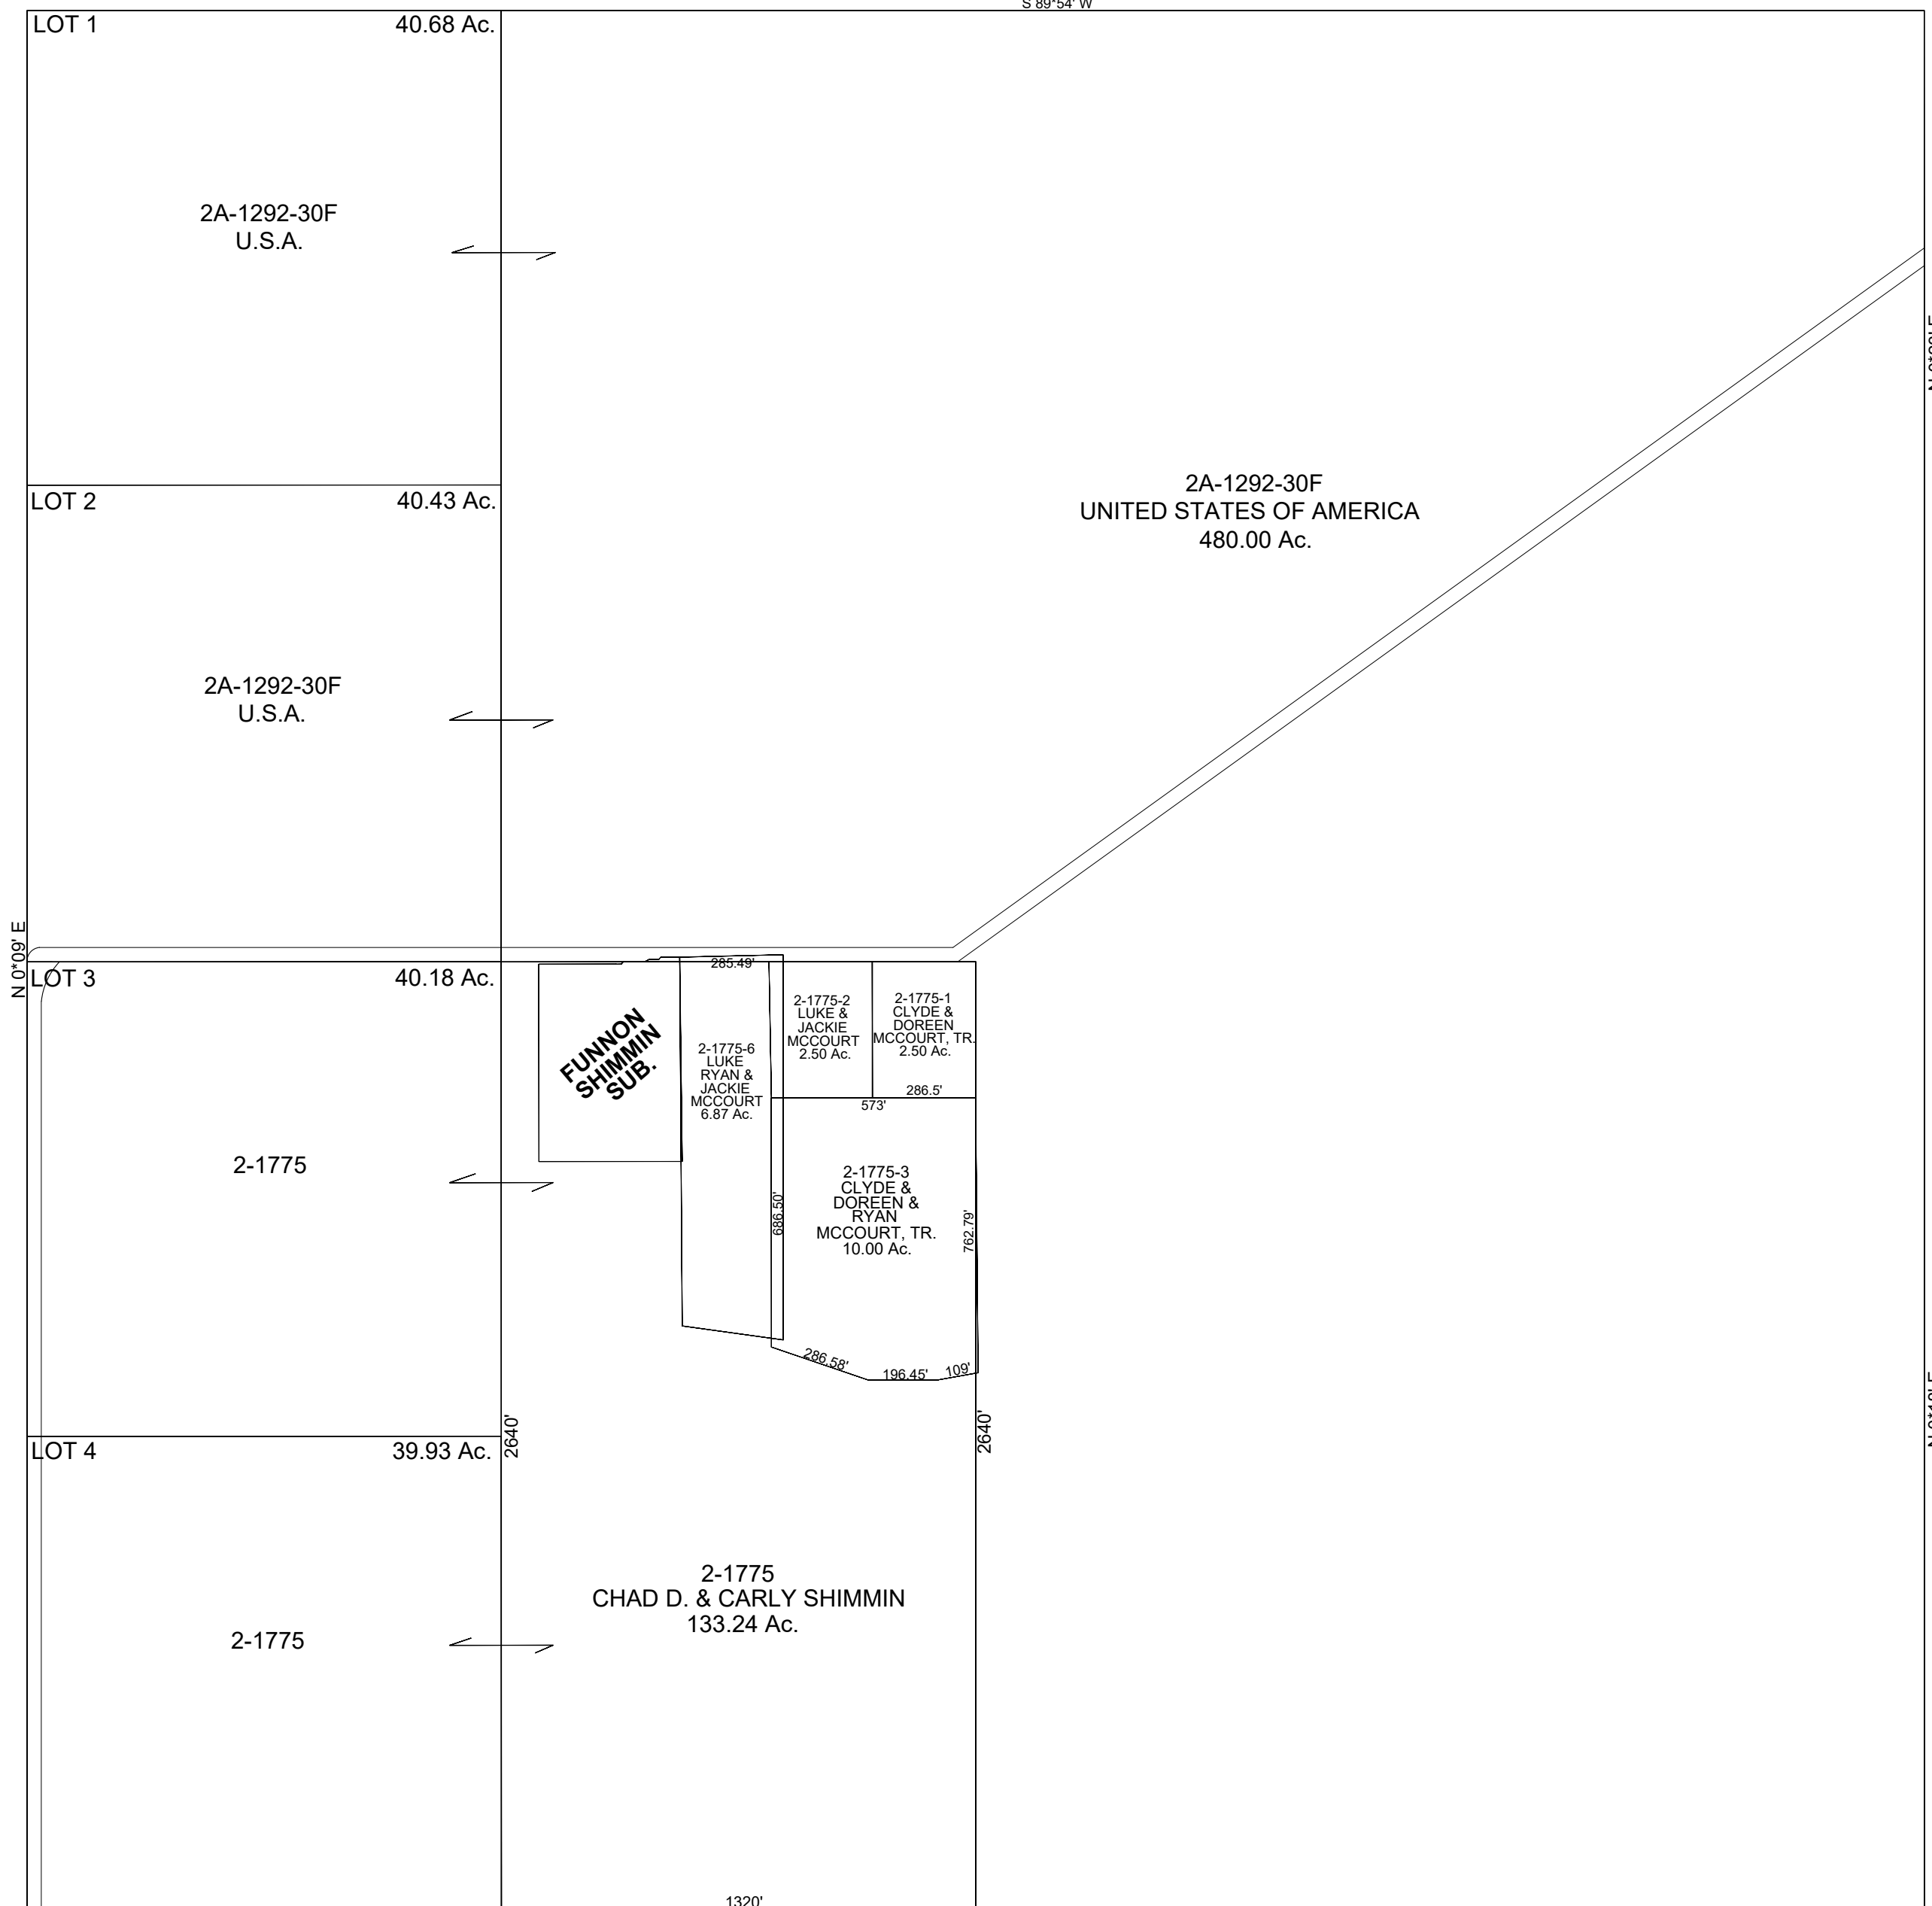 S 89°54' W
LOT 1 40.68 Ac.
2A-1292-30F
U.S.A.
LOT 2 40.43 Ac.
2A-1292-30F
UNITED STATES OF AMERICA
480.00 Ac.
2A-1292-30F
U.S.A.
N 0°09' E
LOT 3 40.18 Ac.
2-1775
FUNNON
SHIMMIN
SUB.
285.49'
2-1775-6
LUKE
RYAN &
JACKIE
MCCOURT
6.87 Ac.
2-1775-2
LUKE &
JACKIE
MCCOURT
2.50 Ac.
2-1775-1
CLYDE &
DOREEN
MCCOURT, TR.
2.50 Ac.
286.5'
573'
2-1775-3
CLYDE &
DOREEN &
RYAN
MCCOURT, TR.
10.00 Ac.
686.50'
762.79'
286.58'
196.45'
109'
LOT 4 39.93 Ac.
2640'
2640'
2-1775
2-1775
CHAD D. & CARLY SHIMMIN
133.24 Ac.
1320'